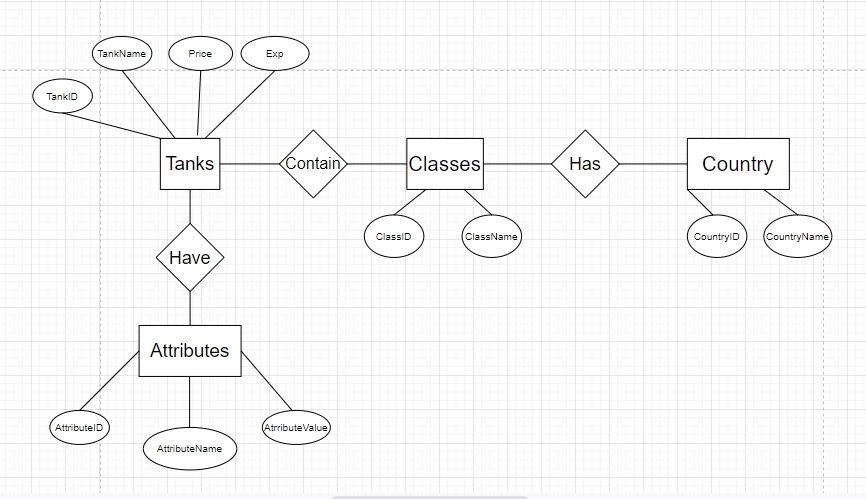 TankName
Price
Exp
TankID
Tanks
Contain
Classes
Has
Country
ClassID
ClassName
CountryID
CountryName
Have
Attributes
AttributeID
AttributeName
AtrributeValue